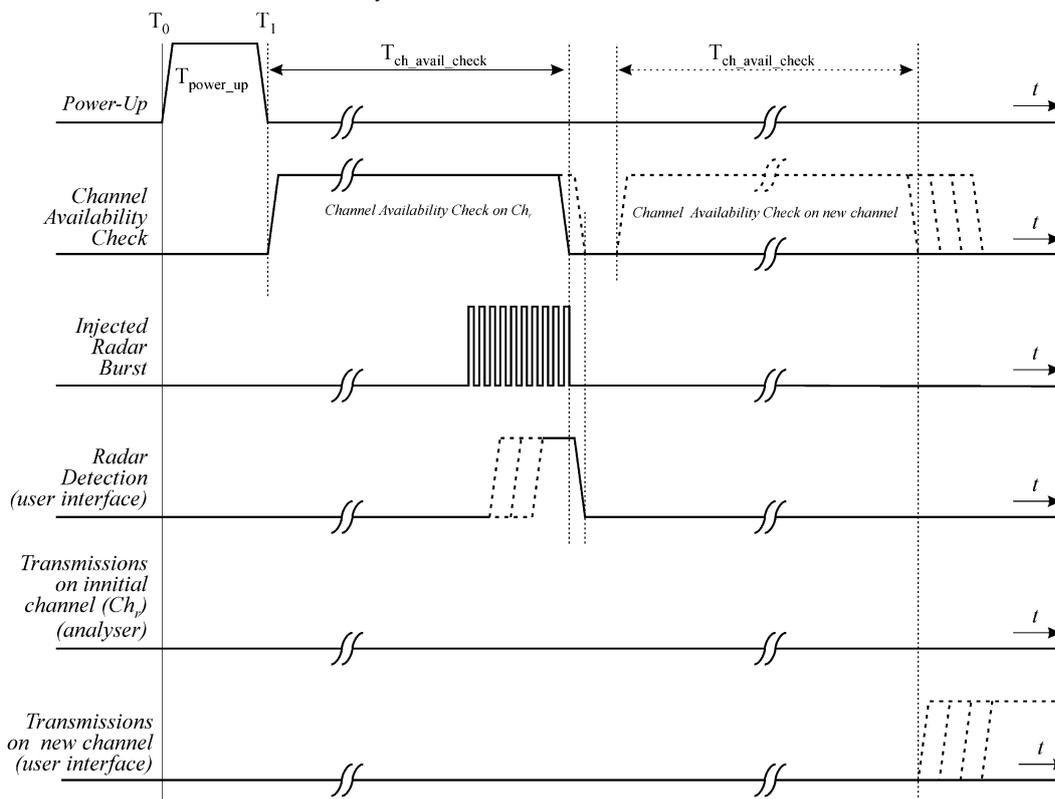 T0 T1
Tch_avail_check Tch_avail_check
Tpower_up
Power-Up
t
Channel
Availability
Check
Channel Availability Check on Chr
Channel Availability Check on new channel
t
Injected
Radar
Burst
t
Radar
Detection
(user interface)
t
Transmissions
on innitial
channel (Chr)
(analyser)
t
Transmissions
on new channel
(user interface)
t